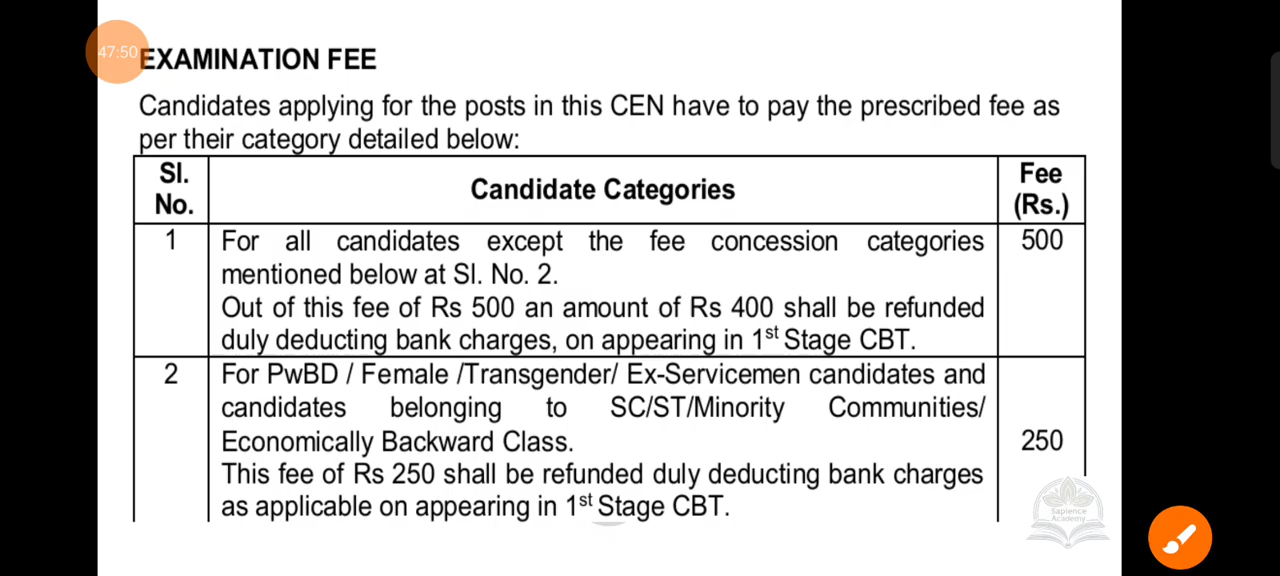 47:50
EXAMINATION FEE
Candidates applying for the posts in this CEN have to pay the prescribed fee as
per their category detailed below:
Sl.
No.
Candidate Categories
Fee
(Rs.)
1
For all candidates except the fee concession categories
500
mentioned below at Sl. No. 2.
Out of this fee of Rs 500 an amount of Rs 400 shall be refunded
duly deducting bank charges, on appearing in 1st Stage CBT.
2
For PwBD / Female /Transgender/ Ex-Servicemen candidates and
candidates belonging to SC/ST/Minority Communities/
Economically Backward Class.
250
This fee of Rs 250 shall be refunded duly deducting bank charges
as applicable on appearing in 1st Stage CBT.
Sapience
Academy